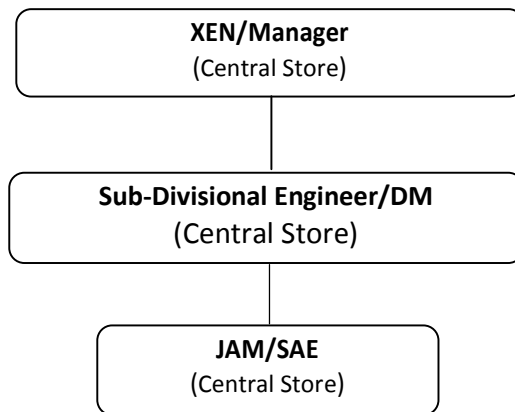 XEN/Manager
(Central Store)
Sub-Divisional Engineer/DM
(Central Store)
JAM/SAE
(Central Store)